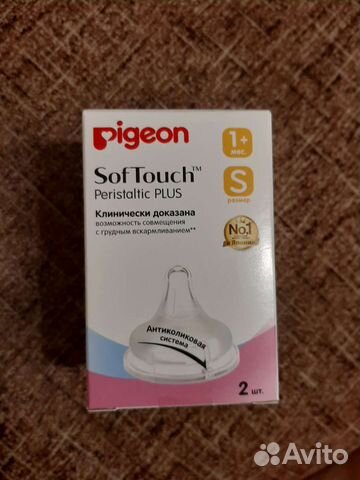 pigeon
1+
мес.
SofTouch™
Peristaltic PLUS
S
размер
Клинически доказана
возможность совмещения
с грудным вскармливанием**
No.1
Антиколиковая
система
2 шт.
Avito